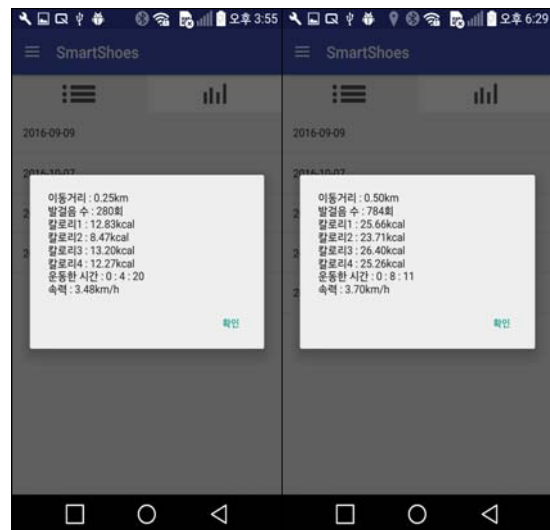 오후 3:55
SmartShoes
2016-09-09
2016-10-07
이동거리 : 0.25km
발걸음 수 : 280회
칼로리1 : 12.83kcal
칼로리2 : 8.47kcal
칼로리3 : 13.20kcal
칼로리4 : 12.27kcal
운동한 시간 : 0 : 4 : 20
속력 : 3.48km/h
확인
오후 6:29
SmartShoes
2016-09-09
2016-10-07
이동거리 : 0.50km
발걸음 수 : 784회
칼로리1 : 25.66kcal
칼로리2 : 23.71kcal
칼로리3 : 26.40kcal
칼로리4 : 25.26kcal
운동한 시간 : 0 : 8 : 11
속력 : 3.70km/h
확인